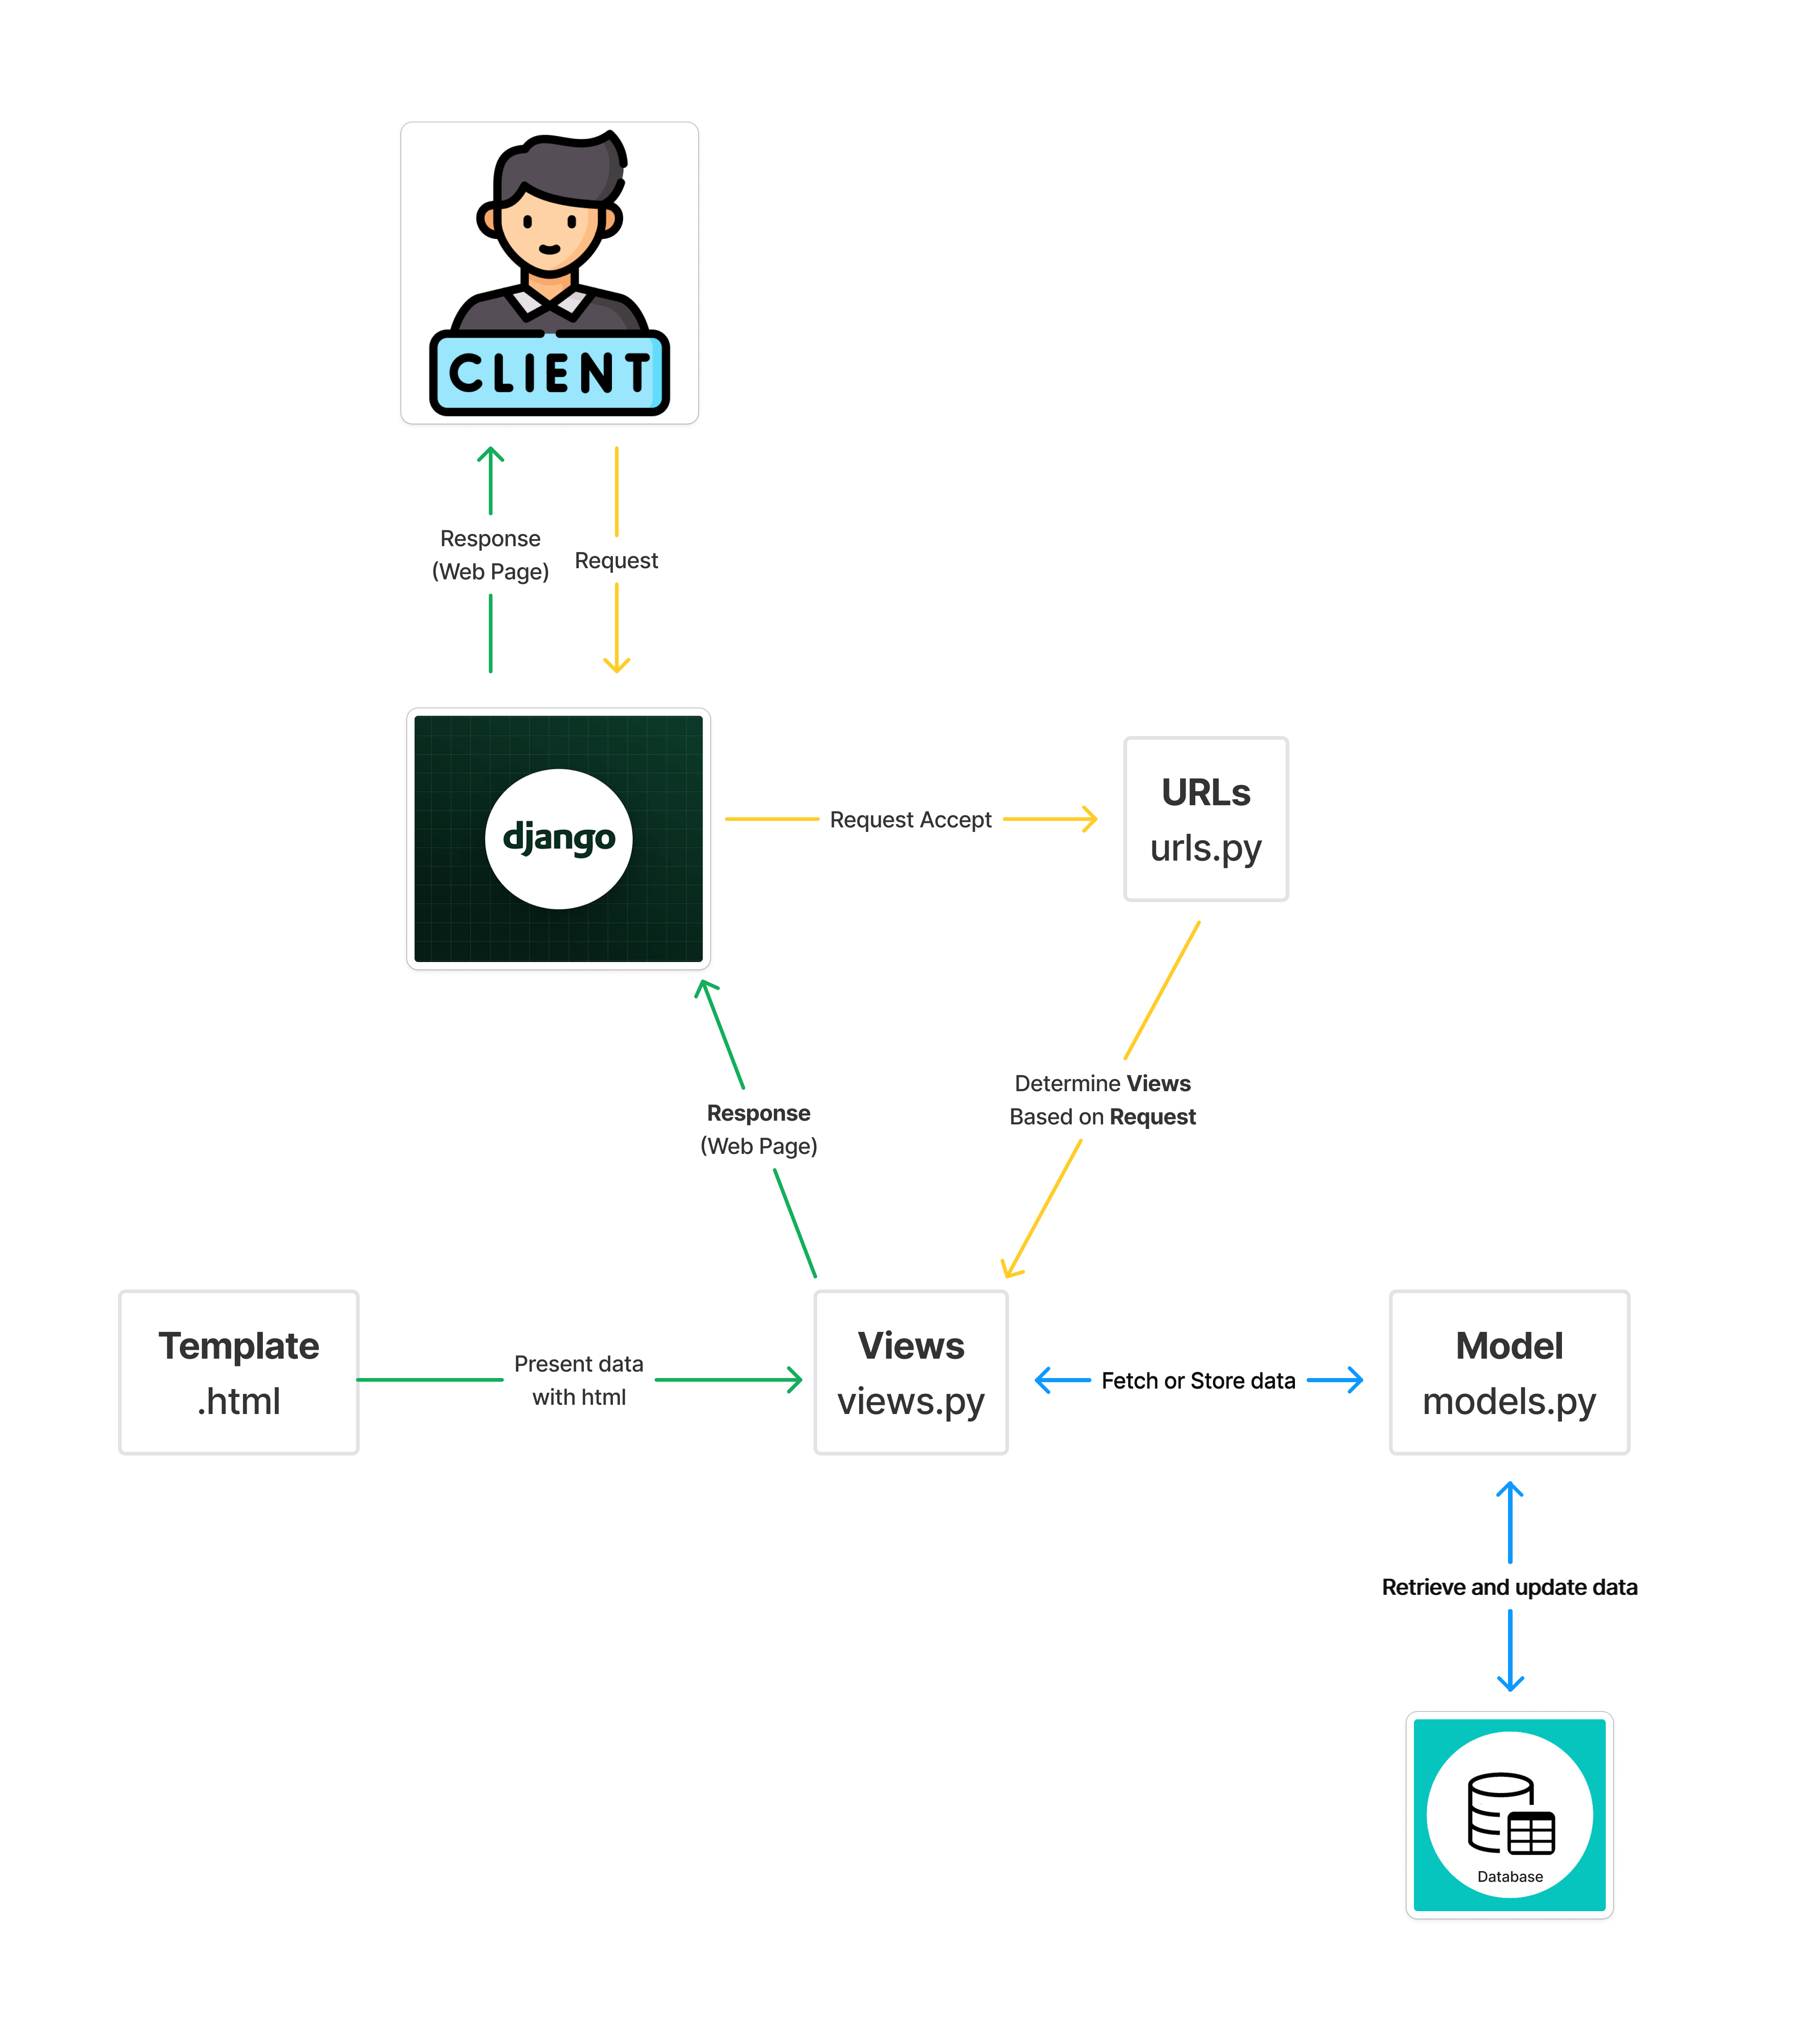 CLIENT
Response
(Web Page)
Request
django
Request Accept
URLs
urls.py
Determine Views
Based on Request
Response
(Web Page)
Template
.html
Present data
with html
Views
views.py
Fetch or Store data
Model
models.py
Retrieve and update data
Database